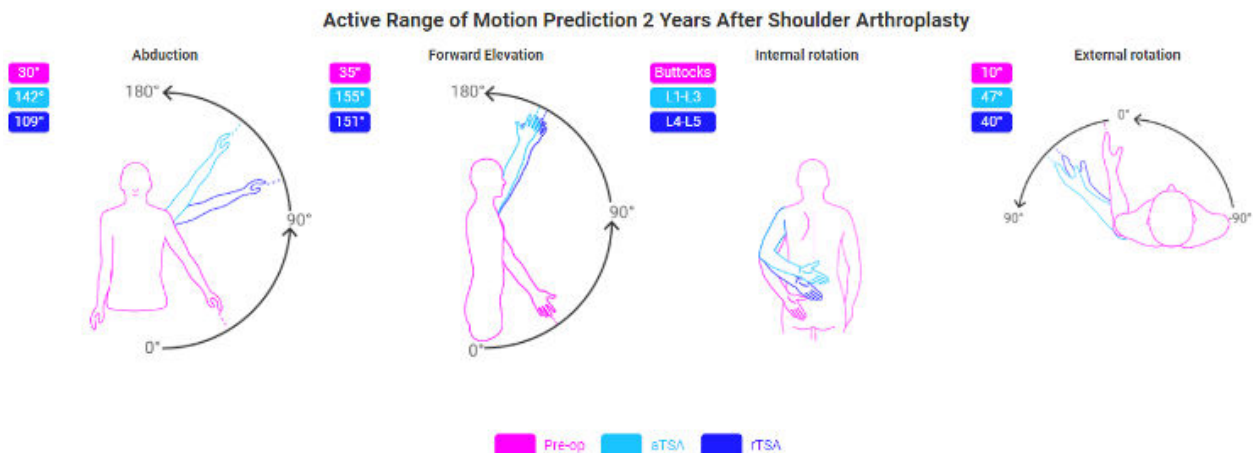 Active Range of Motion Prediction 2 Years After Shoulder Arthroplasty
Abduction
30°
142°
109°
180°
90°
0°
Forward Elevation
35°
155°
151°
180°
90°
0°
Internal rotation
Buttocks
L1-L3
L4-L5
External rotation
10°
47°
40°
0°
90°
-90°
Pre-op
aTSA
rTSA